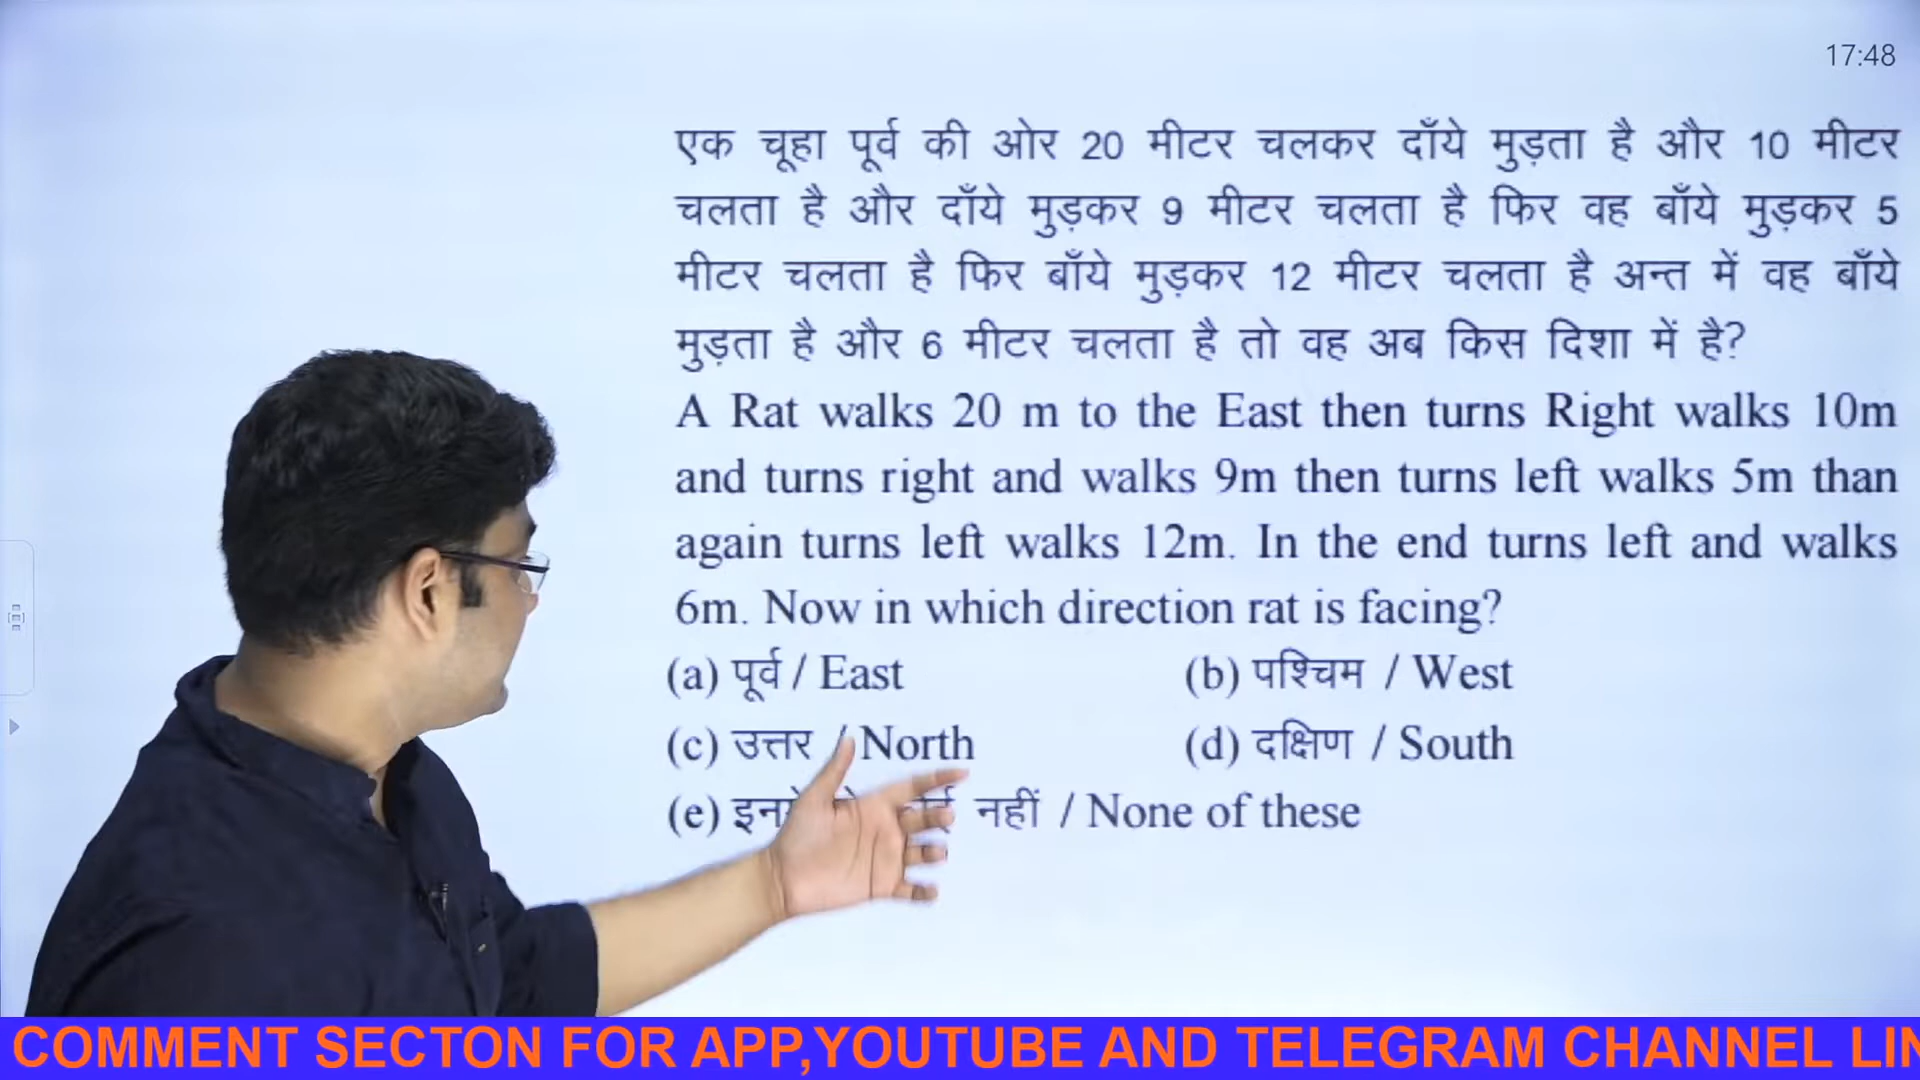 17:48
एक चूहा पूर्व की ओर 20 मीटर चलकर दाँये मुड़ता है और 10 मीटर
चलता है और दाँये मुड़कर 9 मीटर चलता है फिर वह बाँये मुड़कर 5
मीटर चलता है फिर बाँये मुड़कर 12 मीटर चलता है अन्त में वह बाँये
मुड़ता है और 6 मीटर चलता है तो वह अब किस दिशा में है?
A Rat walks 20 m to the East then turns Right walks 10m
and turns right and walks 9m then turns left walks 5m than
again turns left walks 12m. In the end turns left and walks
6m. Now in which direction rat is facing?
(a) पूर्व / East (b) पश्चिम / West
(c) उत्तर / North (d) दक्षिण / South
(e) नहीं / None of these
COMMENT SECTON FOR APP,YOUTUBE AND TELEGRAM CHANNEL